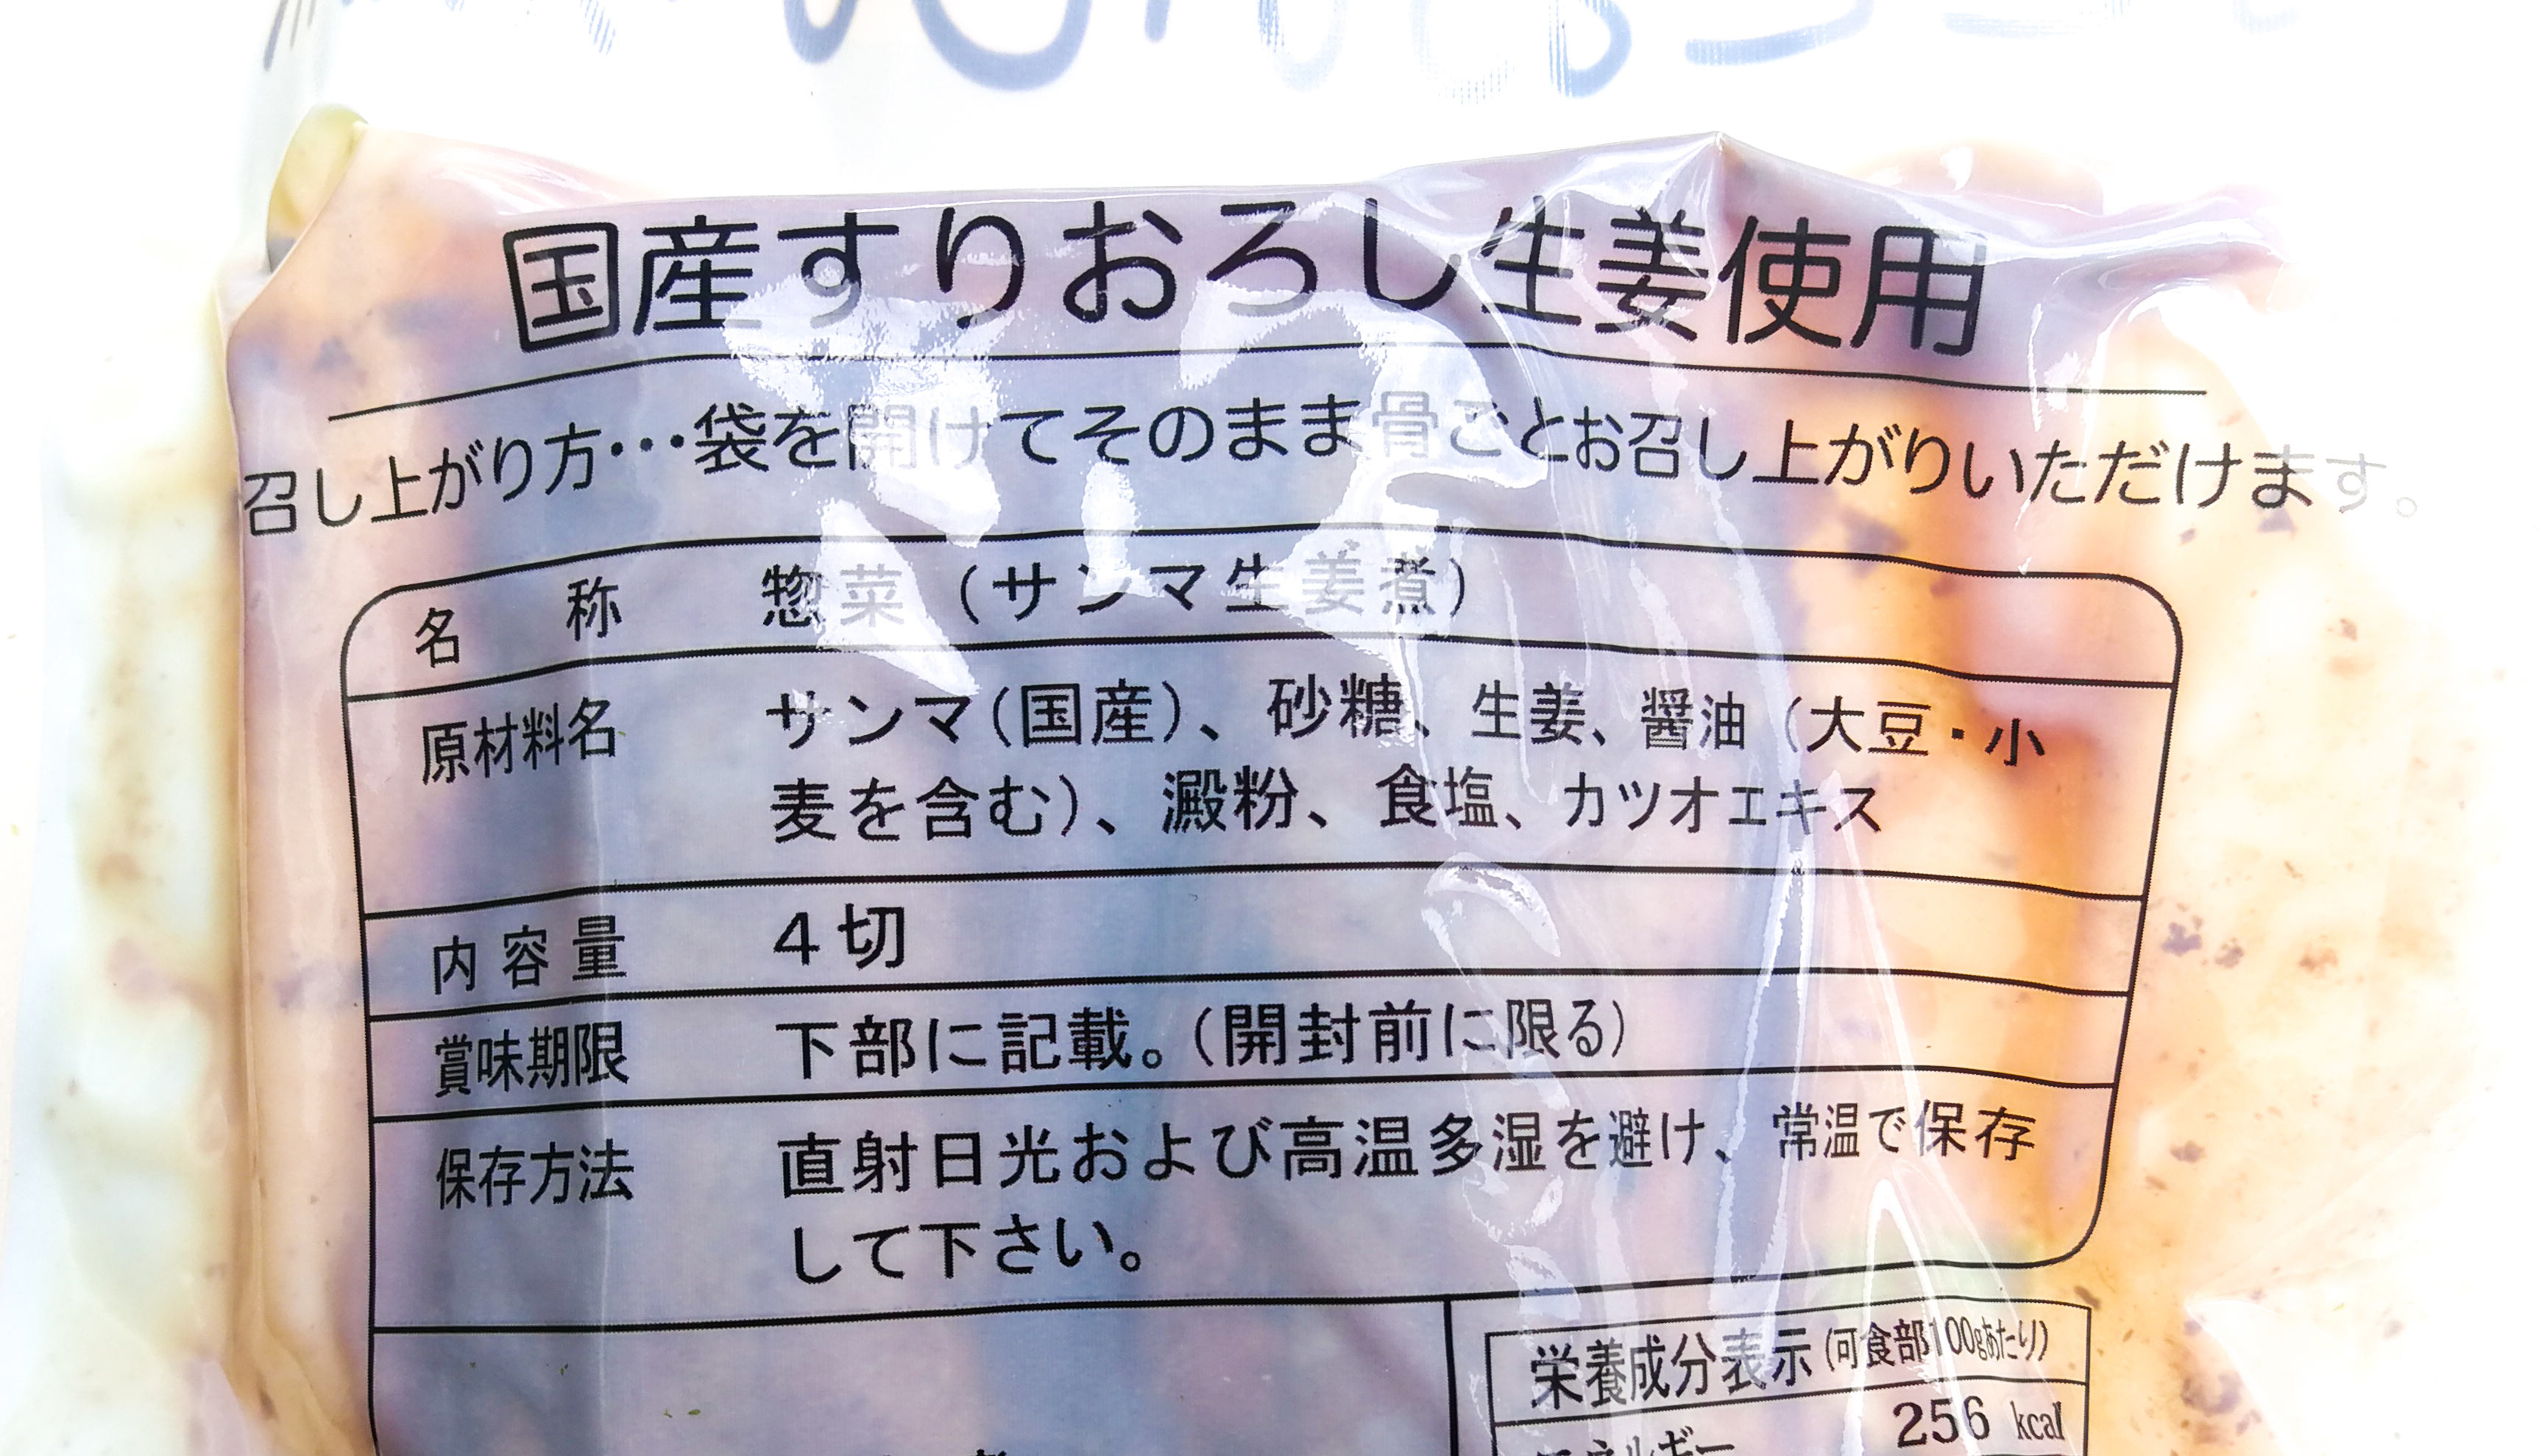 国産すりおろし生姜使用
召し上がり方…袋を開けてそのまま骨ごとお召し上がりいただけます。
名称 惣菜(サンマ生姜煮)
原材料名 サンマ(国産)、砂糖、生姜、醤油(大豆・小
麦を含む)、澱粉、食塩、カツオエキス
内容量 4切
賞味期限 下部に記載。(開封前に限る)
保存方法 直射日光および高温多湿を避け、常温で保存
して下さい。
栄養成分表示(可食部100gあたり)
エネルギー 256 kcal